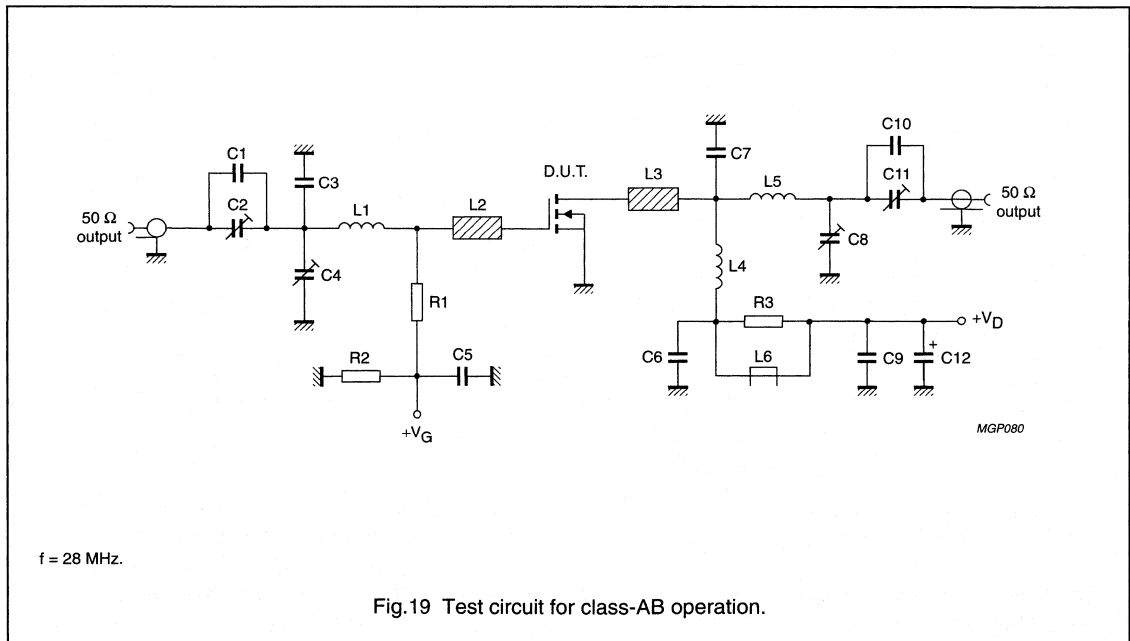 C1
C2
50 Ω
output
C3
C4
L1
L2
D.U.T.
R1
R2
C5
+VG
L3
C7
L5
C10
C11
50 Ω
output
C8
L4
R3
+VD
C6
L6
C9
+
C12
MGP080
f = 28 MHz.
Fig.19 Test circuit for class-AB operation.